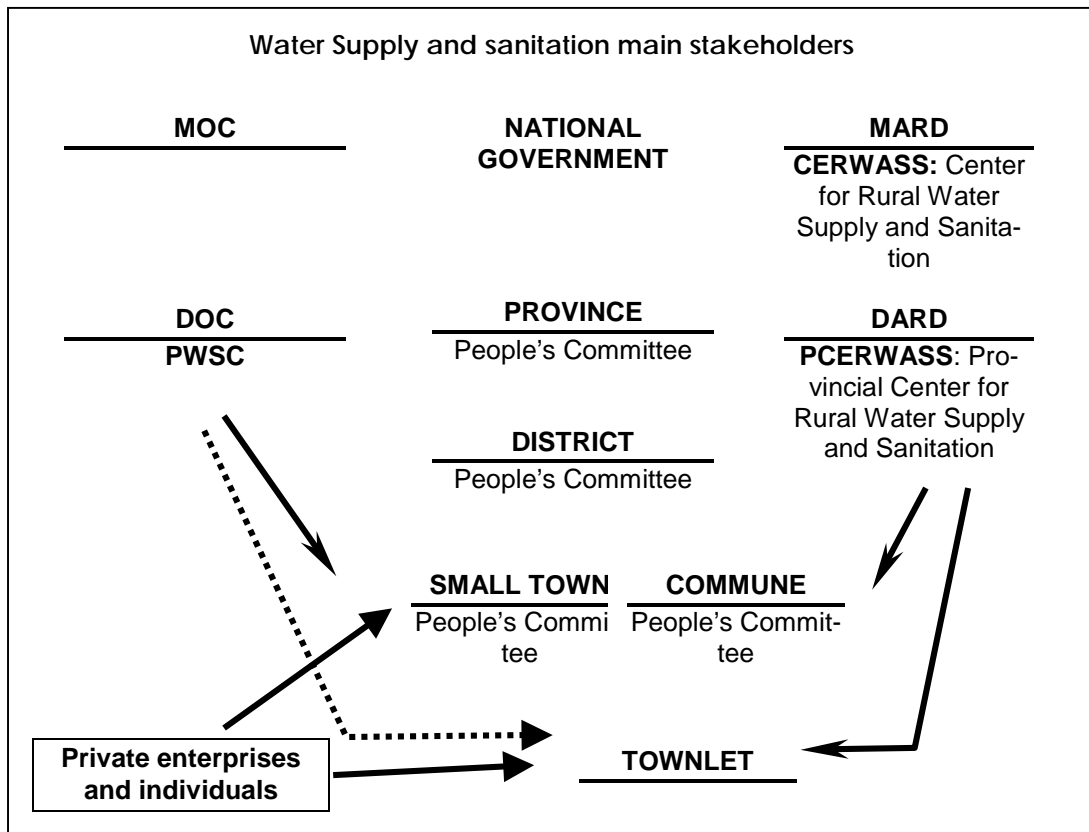 Water Supply and sanitation main stakeholders
MOC
NATIONAL
GOVERNMENT
MARD
CERWASS: Center
for Rural Water
Supply and Sanita-
tion
DOC
PWSC
PROVINCE
People's Committee
DARD
PCERWASS: Pro-
vincial Center for
Rural Water Supply
and Sanitation
DISTRICT
People's Committee
SMALL TOWN
People's Commi
tee
COMMUNE
People's Commit-
tee
Private enterprises
and individuals
TOWNLET